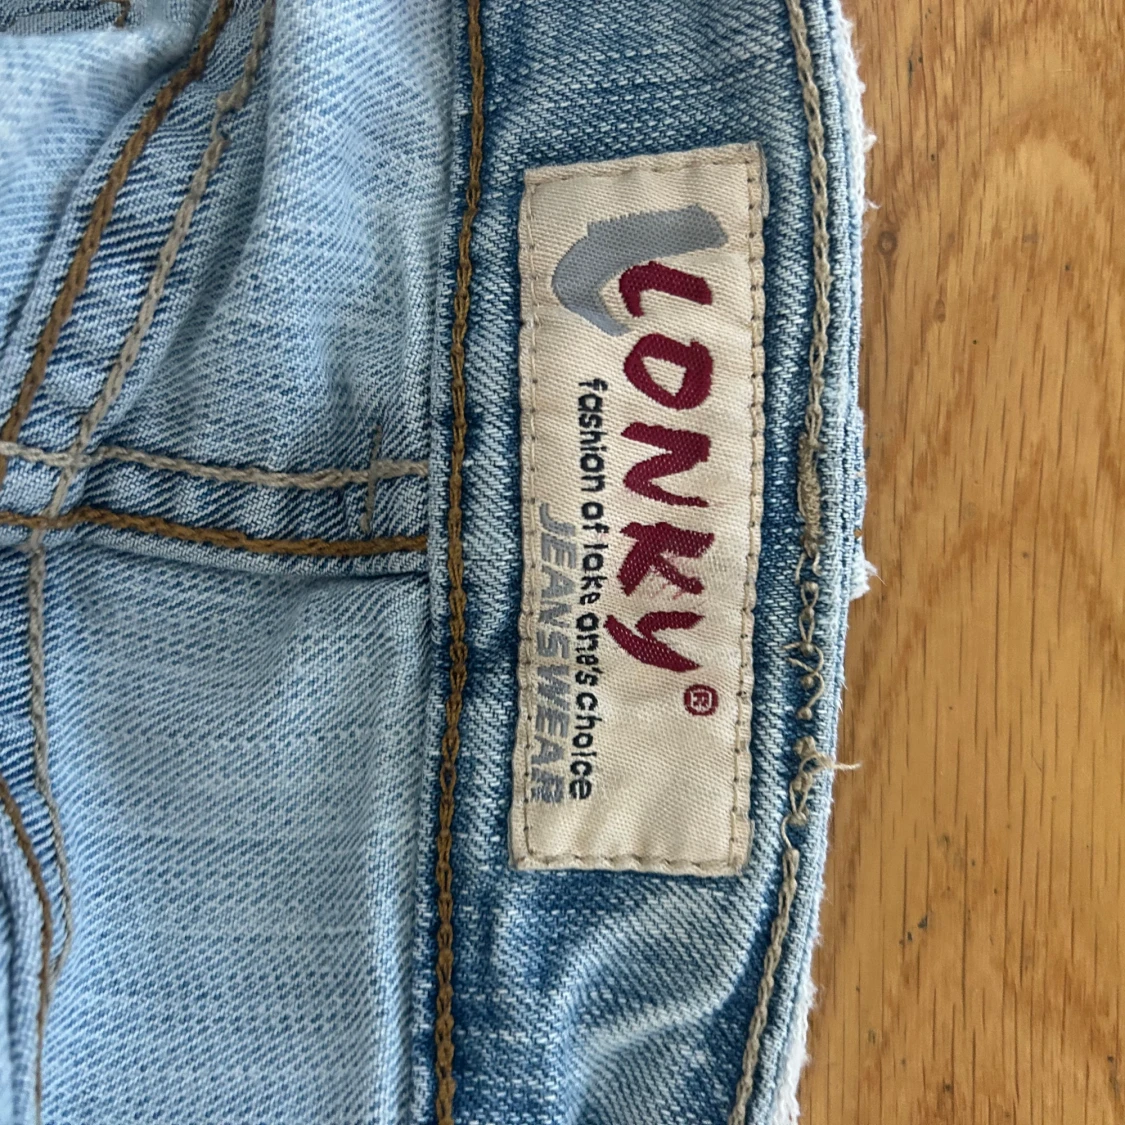 LONKY®
fashion of take one's choice
JEANSWEAR